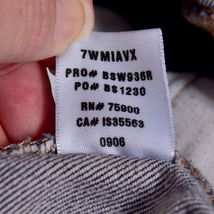 7WMIAVX
PRO# BSW936R
PO# BS1230
RN# 75900
CA# IS35563
0906